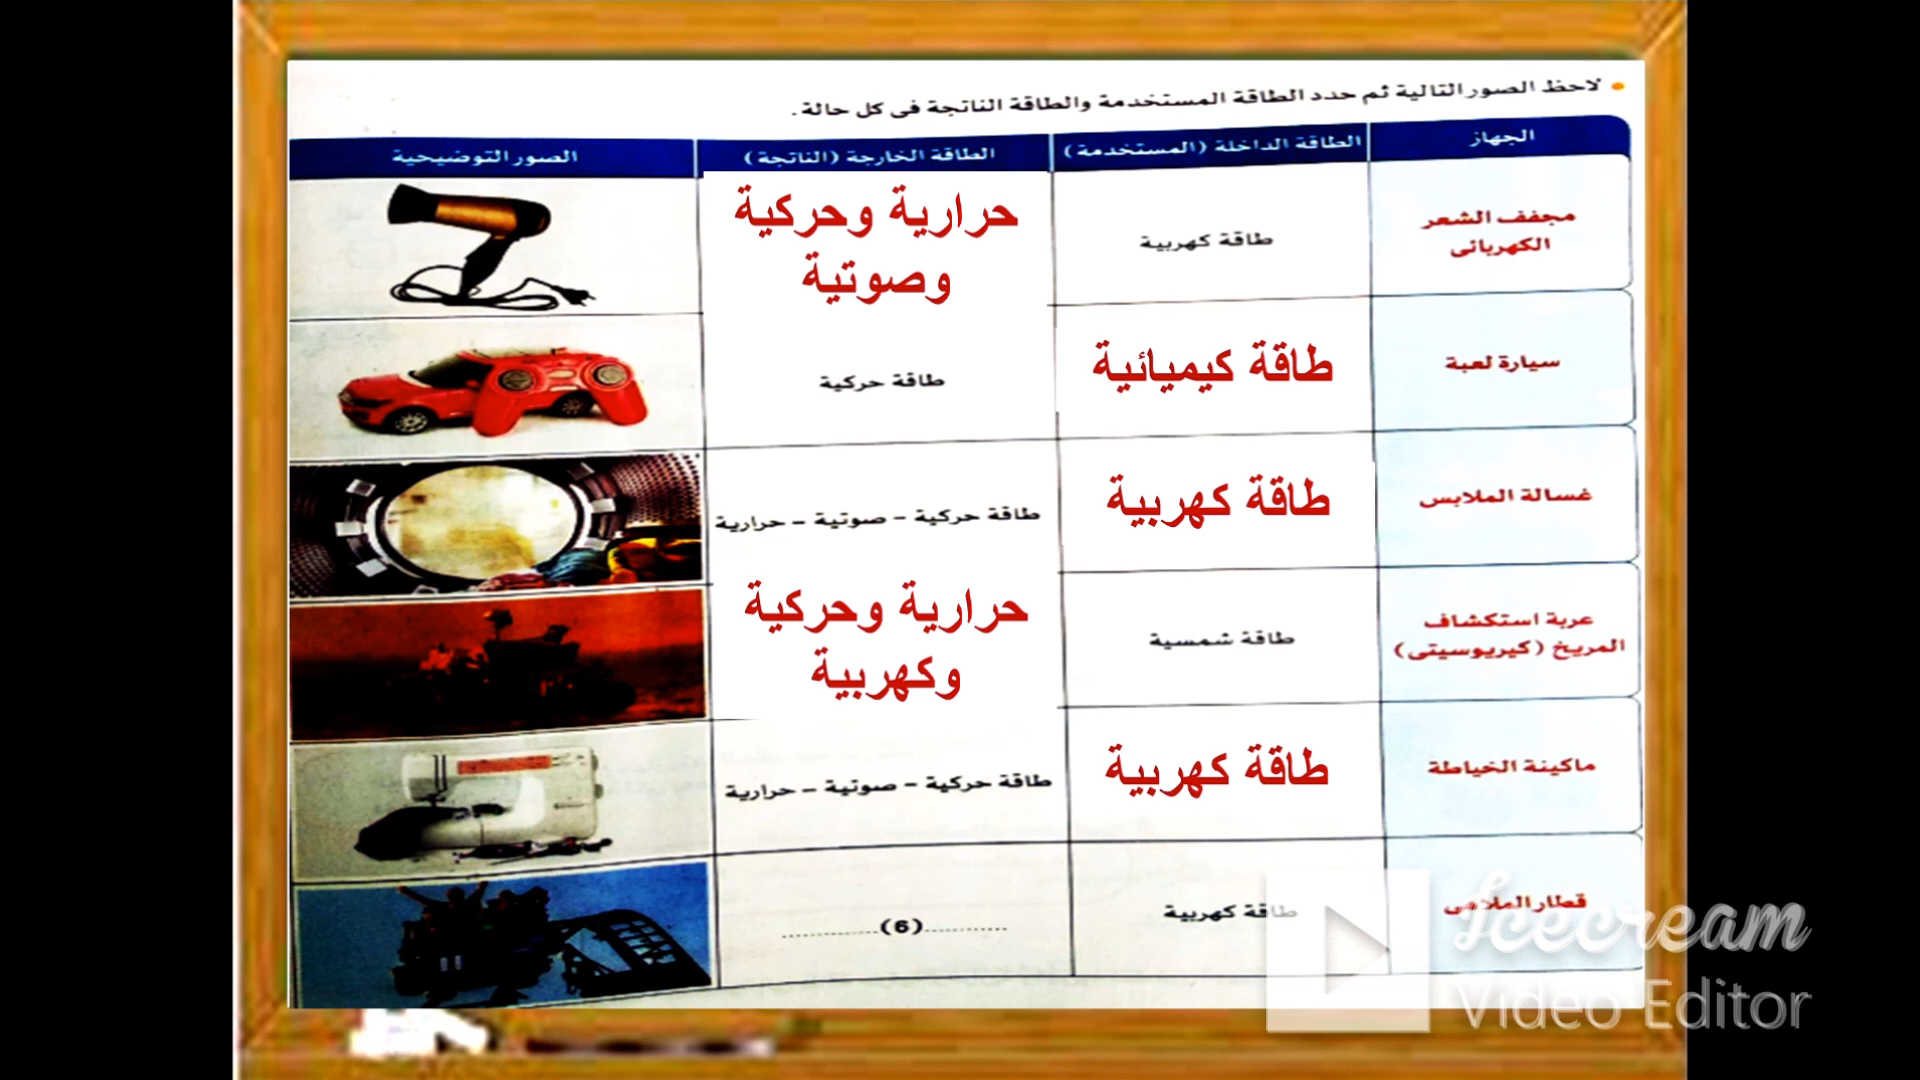 لاحظ الصور التالية ثم حدد الطاقة المستخدمة والطاقة الناتجة فى كل حالة.
الجهاز الطاقة الداخلة (المستخدمة) الطاقة الخارجة (الناتجة) الصور التوضيحية
مجفف الشعر
الكهربائى
طاقة كهربية
حرارية وحركية
وصوتية
سيارة لعبة
طاقة كيميائية
طاقة حركية
غسالة الملابس
طاقة كهربية
طاقة حركية - صوتية - حرارية
عربة استكشاف
المريخ (كيريوسيتى)
طاقة شمسية
حرارية وحركية
وكهربية
ماكينة الخياطة
طاقة كهربية
طاقة حركية - صوتية - حرارية
قطار الملاهى
طاقة كهربية
............(6)............
Icecream
Video Editor